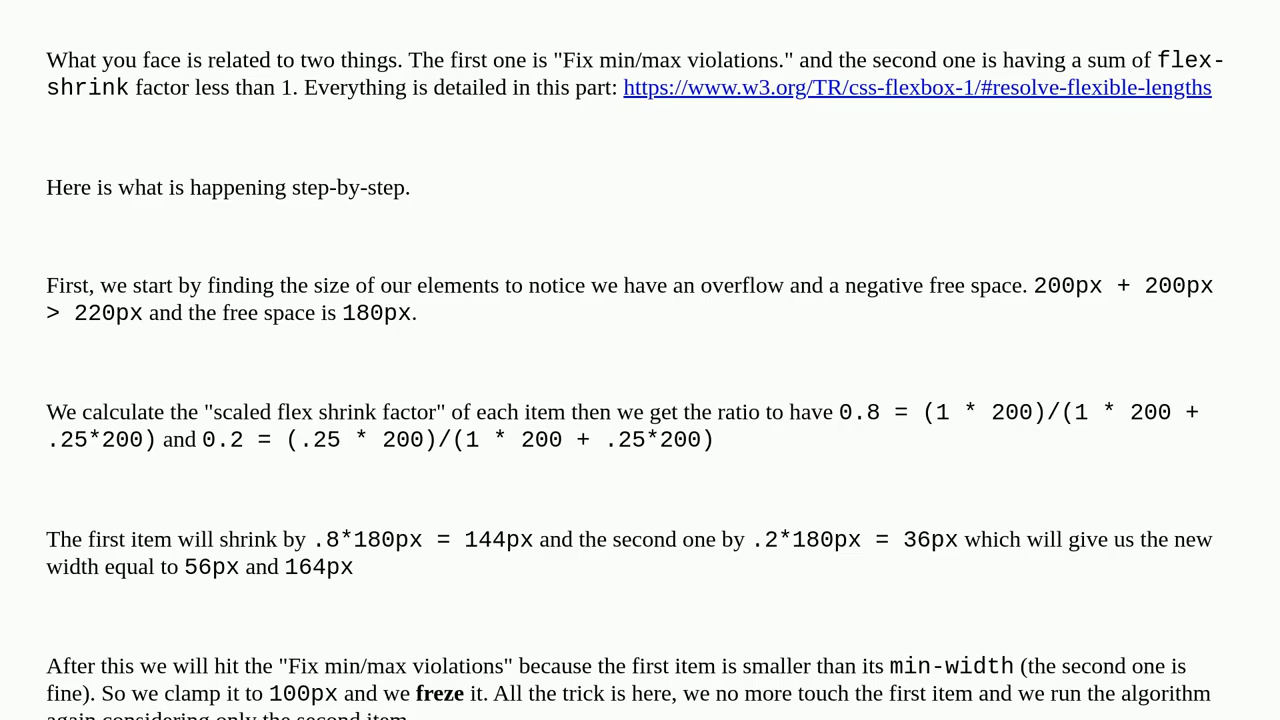 What you face is related to two things. The first one is "Fix min/max violations." and the second one is having a sum of flex-
shrink factor less than 1. Everything is detailed in this part: https://www.w3.org/TR/css-flexbox-1/#resolve-flexible-lengths
Here is what is happening step-by-step.
First, we start by finding the size of our elements to notice we have an overflow and a negative free space. 200px + 200px
> 220px and the free space is 180px.
We calculate the "scaled flex shrink factor" of each item then we get the ratio to have 0.8 = (1 * 200)/(1 * 200 +
.25*200) and 0.2 = (.25 * 200)/(1 * 200 + .25*200)
The first item will shrink by .8*180px = 144px and the second one by .2*180px = 36px which will give us the new
width equal to 56px and 164px
After this we will hit the "Fix min/max violations" because the first item is smaller than its min-width (the second one is
fine). So we clamp it to 100px and we freze it. All the trick is here, we no more touch the first item and we run the algorithm
again considering only the second item.